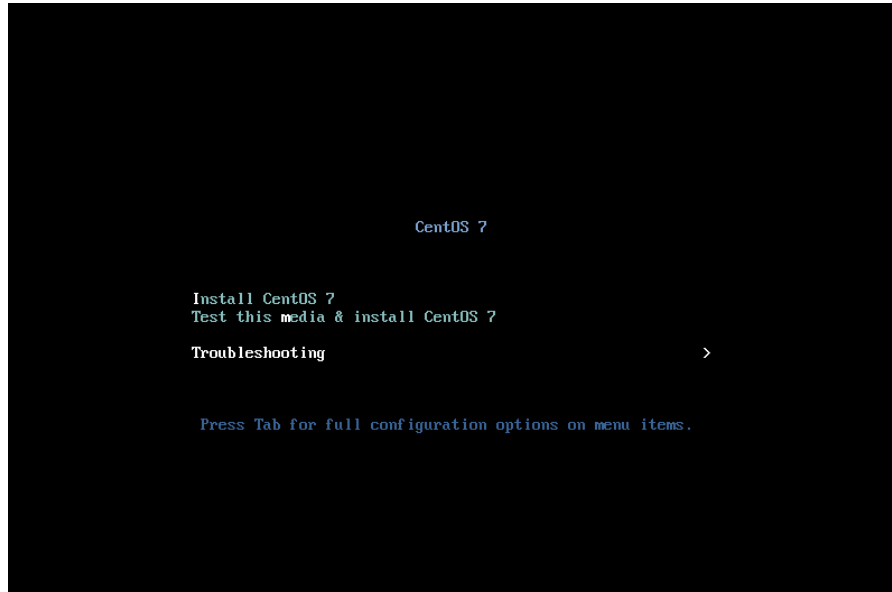 CentOS 7
Install CentOS 7
Test this media & install CentOS 7
Troubleshooting >
Press Tab for full configuration options on menu items.